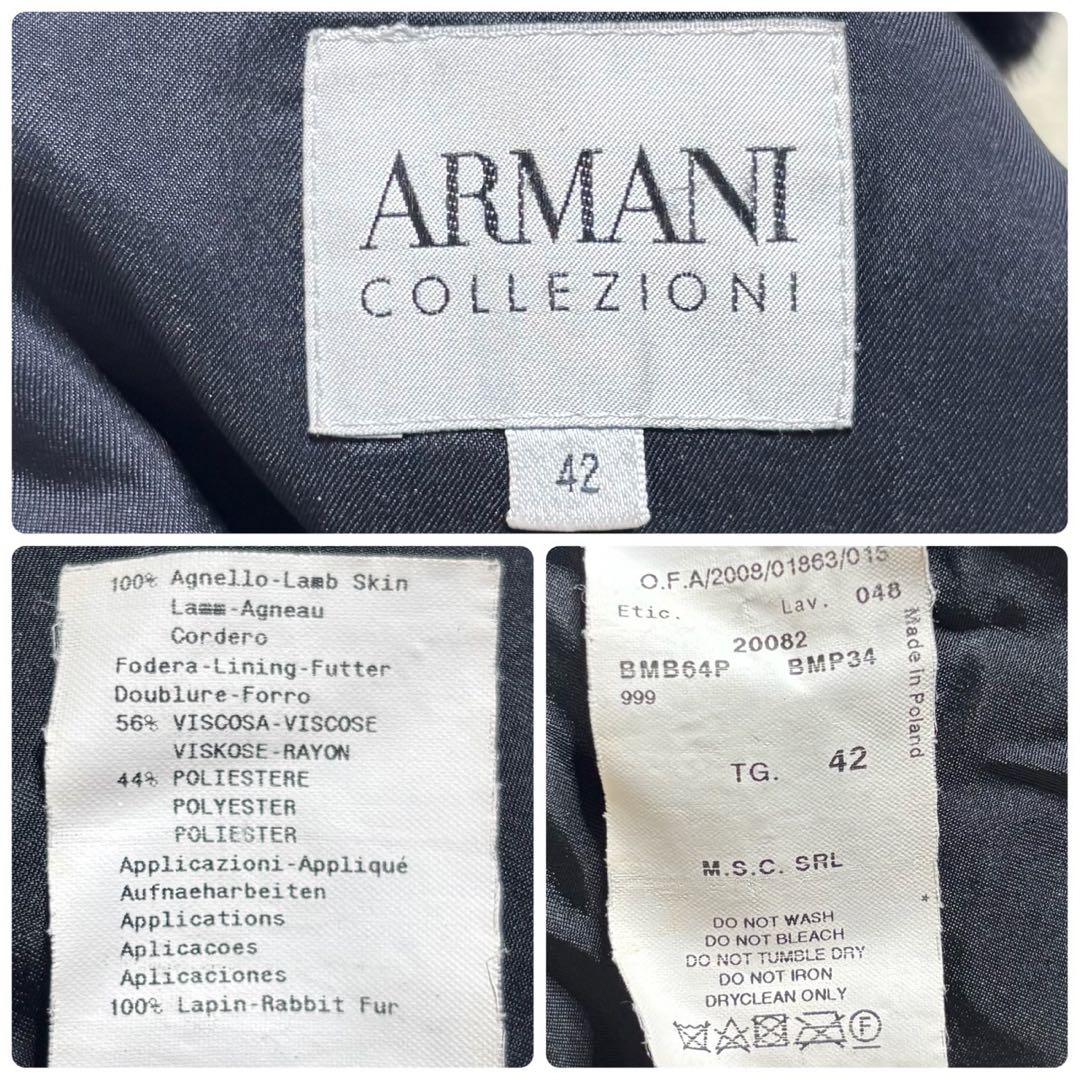 ARMANI
COLLEZIONI
42
100% Agnello-Lamb Skin
Lamm-Agneau
Cordero
Fodera-Lining-Futter
Doublure-Forro
56% VISCOSA-VISCOSE
VISKOSE-RAYON
44% POLIESTERE
POLYESTER
POLIESTER
Applicazioni-Appliqué
Aufnaeharbeiten
Applications
Aplicacoes
Aplicaciones
100% Lapin-Rabbit Fur
O.F.A/2008/01863/015
Etic. Lav. 048
20082
BMB64P BMP34
999
Made in Poland
TG. 42
M.S.C. SRL
*
DO NOT WASH
DO NOT BLEACH
DO NOT TUMBLE DRY
DO NOT IRON
DRYCLEAN ONLY
F